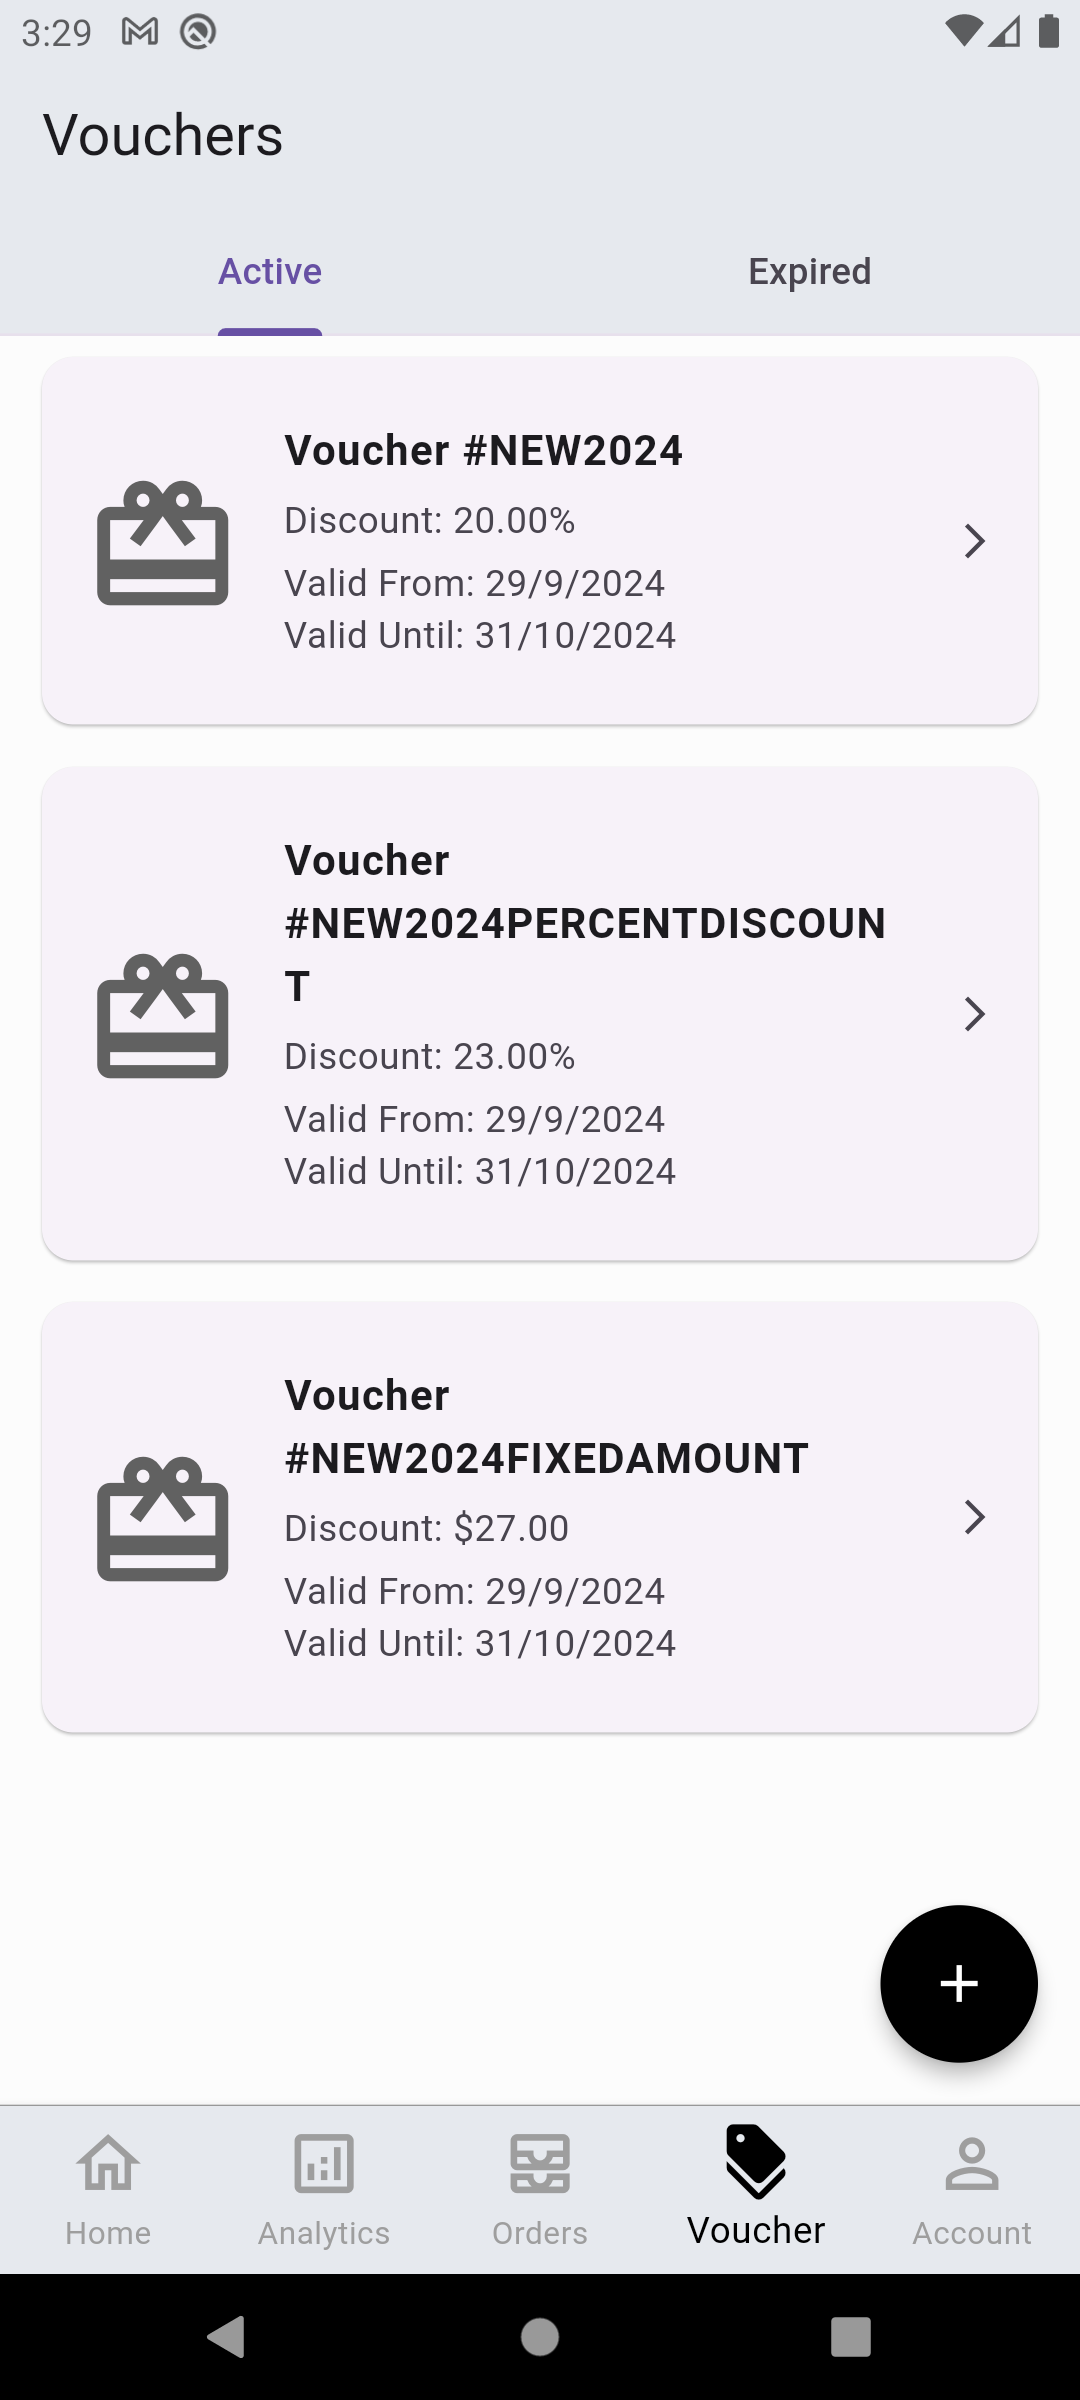 3:29
Vouchers
Active
Expired
Voucher #NEW2024
Discount: 20.00%
Valid From: 29/9/2024
Valid Until: 31/10/2024
Voucher
#NEW2024PERCENTDISCOUN
T
Discount: 23.00%
Valid From: 29/9/2024
Valid Until: 31/10/2024
Voucher
#NEW2024FIXEDAMOUNT
Discount: $27.00
Valid From: 29/9/2024
Valid Until: 31/10/2024
Home
Analytics
Orders
Voucher
Account